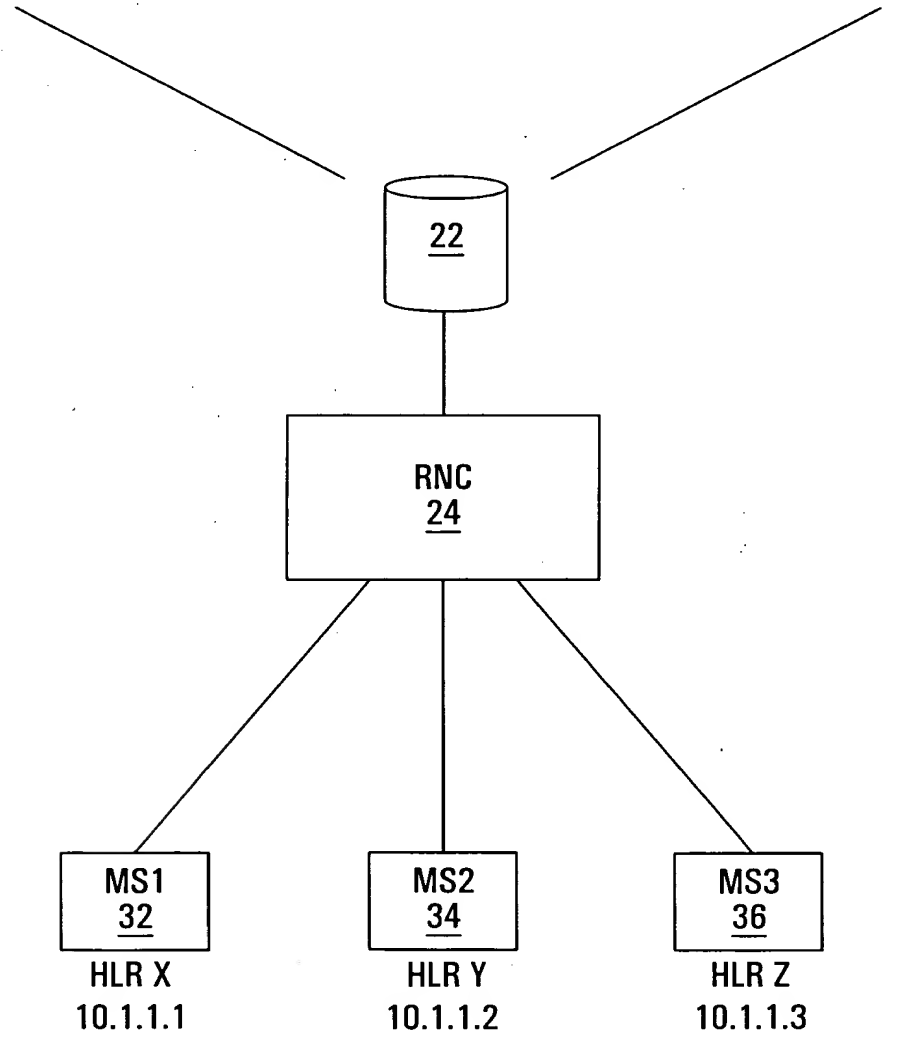 22
RNC
24
MS1
32
HLR X
10.1.1.1
MS2
34
HLR Y
10.1.1.2
MS3
36
HLR Z
10.1.1.3